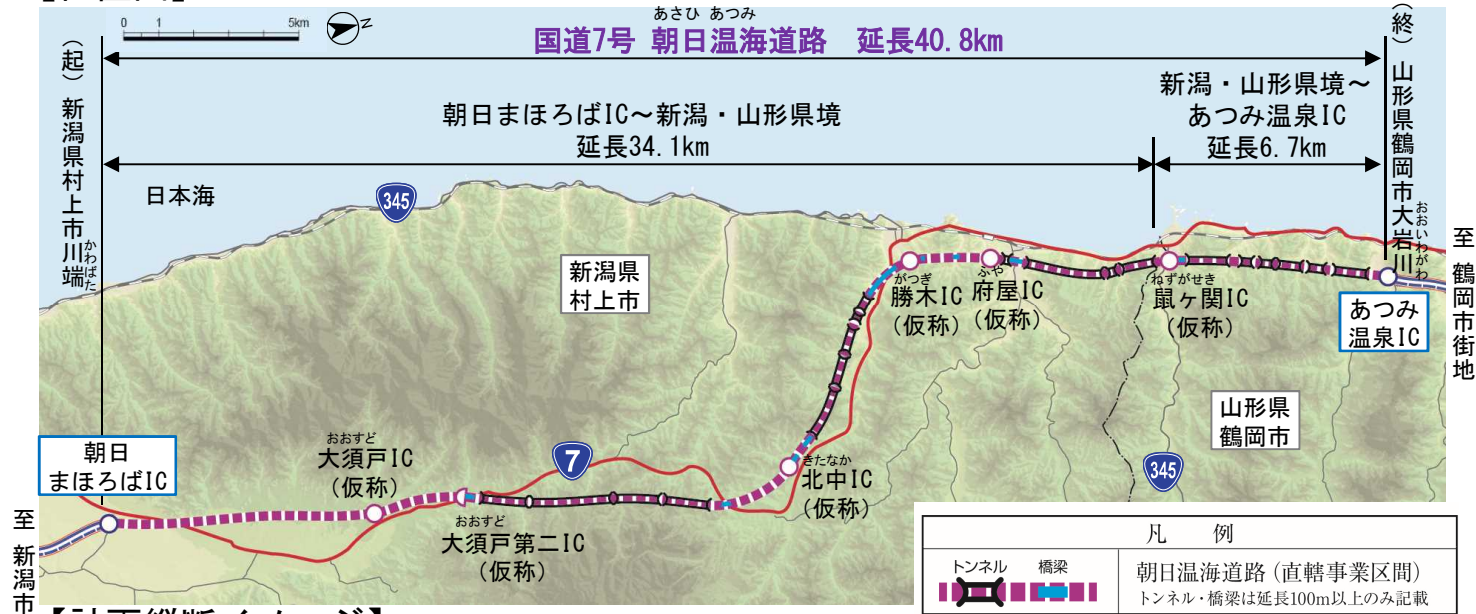 0 1 5km
Z
あさひ あつみ
国道7号 朝日温海道路 延長40.8km
(起)新潟県村上市川端
かわばた
(終)山形県鶴岡市大岩川
おおいわがわ
朝日まほろばIC~新潟・山形県境
延長34.1km
新潟・山形県境~
あつみ温泉IC
延長6.7km
日本海
345
新潟県
村上市
がつぎ
勝木IC
(仮称)
ふや
府屋IC
(仮称)
ねずがせき
鼠ヶ関IC
(仮称)
あつみ
温泉IC
至 鶴岡市街地
山形県
鶴岡市
345
朝日
まほろばIC
おおすど
大須戸IC
(仮称)
7
きたなか
北中IC
(仮称)
おおすど
大須戸第二IC
(仮称)
至 新潟市
凡 例
トンネル 橋梁
朝日温海道路(直轄事業区間)
トンネル・橋梁は延長100m以上のみ記載